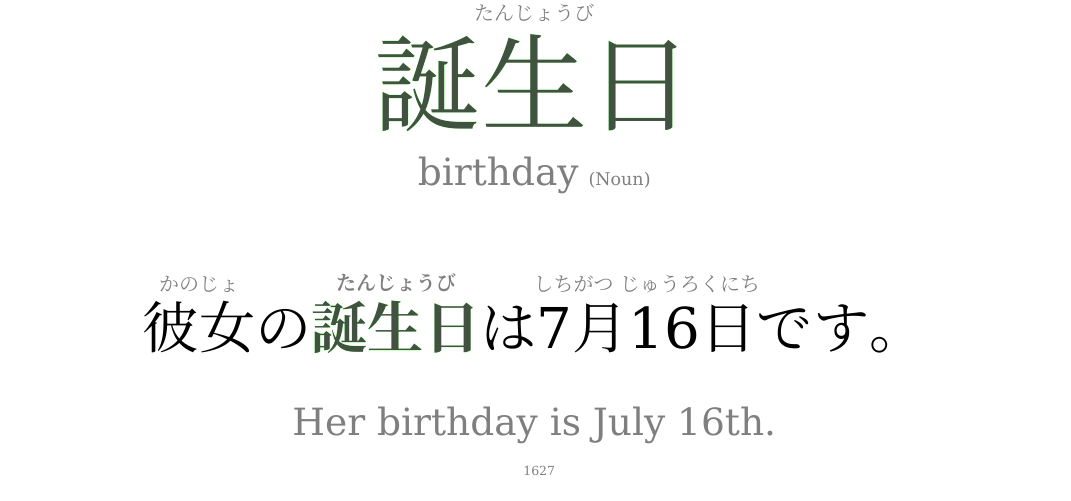 たんじょうび
誕生日
birthday (Noun)
かのじょ たんじょうび しちがつ じゅうろくにち
彼女の誕生日は7月16日です。
Her birthday is July 16th.
1627